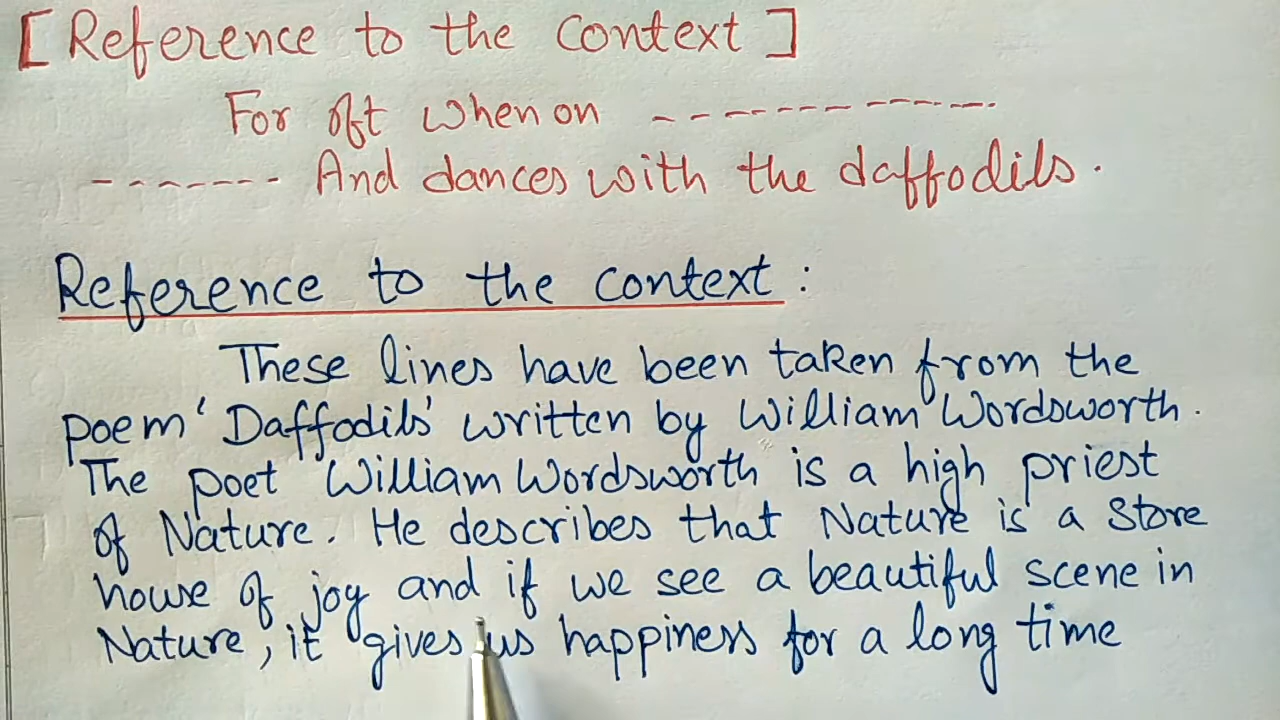 [Reference to the Context]
For oft when on -------------
------- And dances with the daffodils.
Reference to the context:
These lines have been taken from the
poem 'Daffodils' written by William Wordsworth.
The poet William Wordsworth is a high priest
of Nature. He describes that Nature is a store
house of joy and if we see a beautiful scene in
Nature, it gives us happiness for a long time